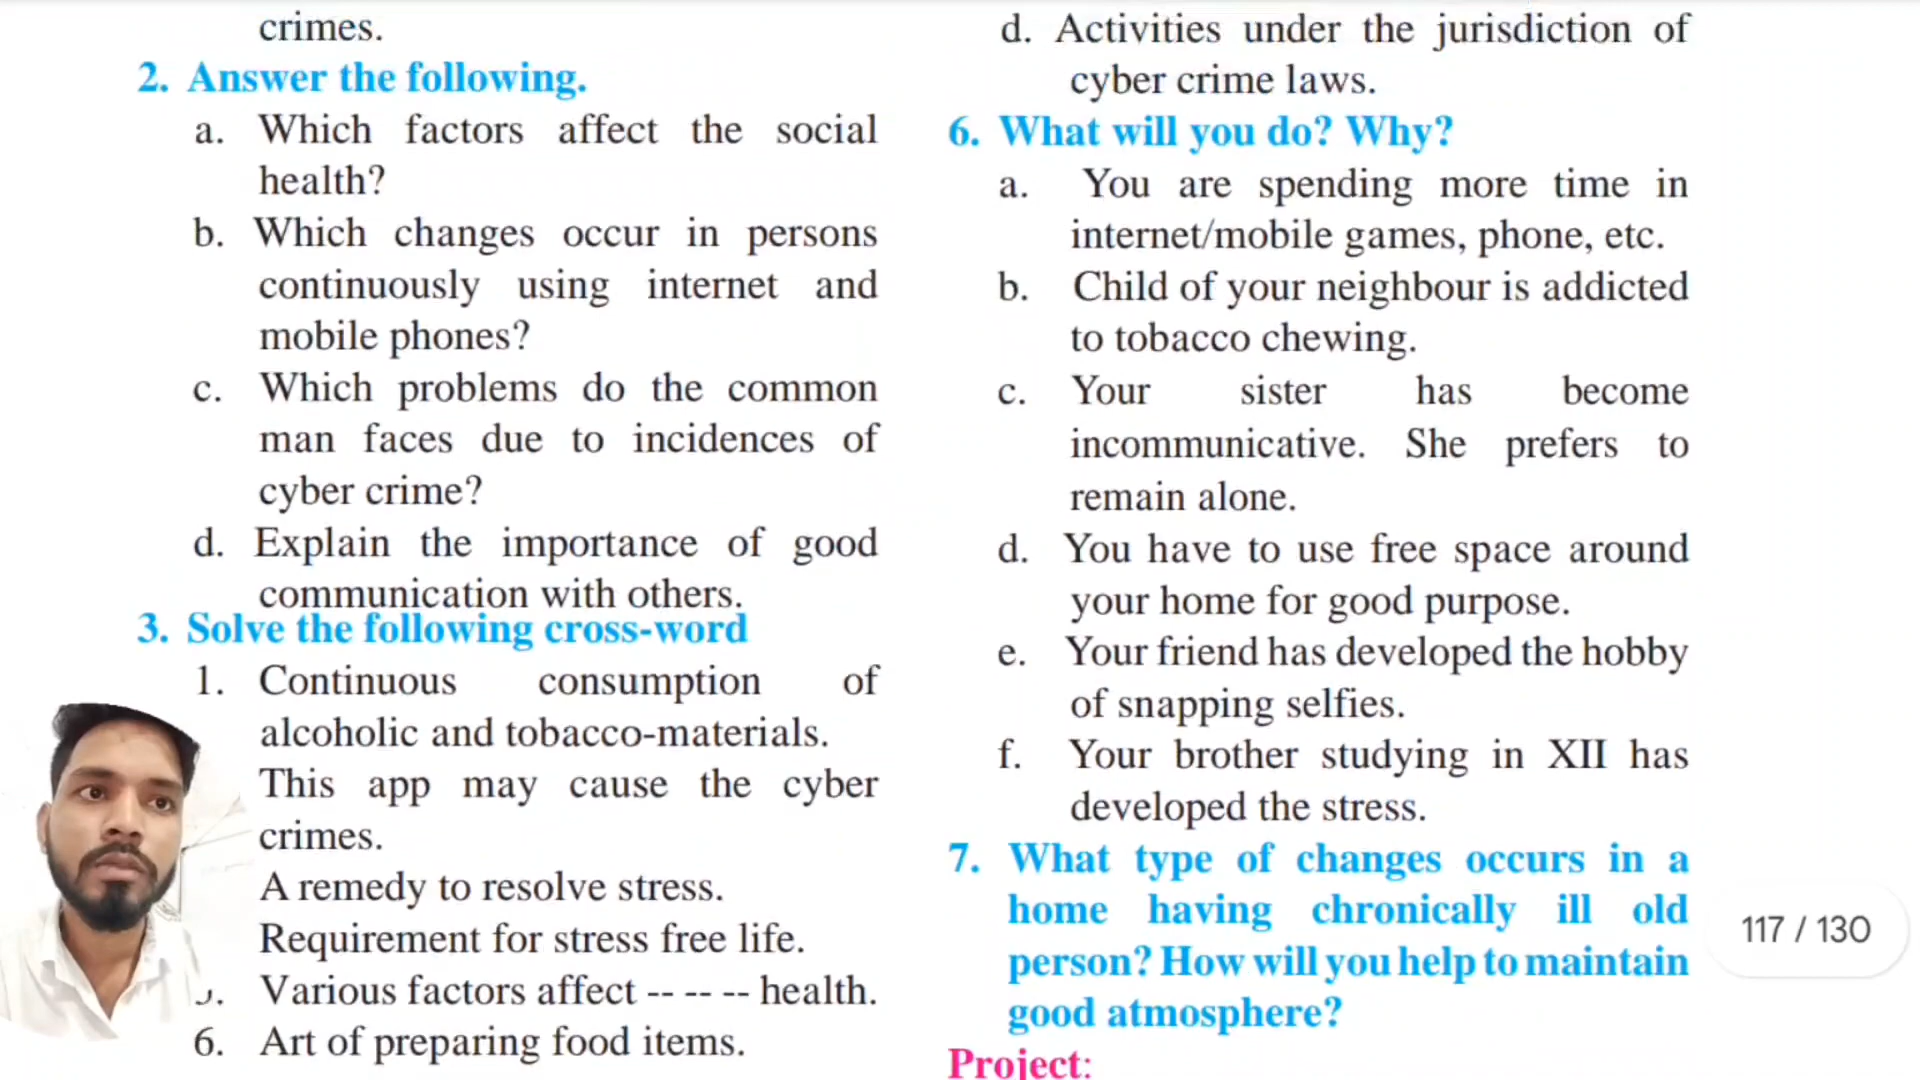 crimes.
2. Answer the following.
a. Which factors affect the social
health?
b. Which changes occur in persons
continuously using internet and
mobile phones?
c. Which problems do the common
man faces due to incidences of
cyber crime?
d. Explain the importance of good
communication with others.
3. Solve the following cross-word
1. Continuous consumption of
alcoholic and tobacco-materials.
This app may cause the cyber
crimes.
A remedy to resolve stress.
Requirement for stress free life.
Various factors affect -- -- -- health.
6. Art of preparing food items.
d. Activities under the jurisdiction of
cyber crime laws.
6. What will you do? Why?
a. You are spending more time in
internet/mobile games, phone, etc.
b. Child of your neighbour is addicted
to tobacco chewing.
c. Your sister has become
incommunicative. She prefers to
remain alone.
d. You have to use free space around
your home for good purpose.
e. Your friend has developed the hobby
of snapping selfies.
f. Your brother studying in XII has
developed the stress.
7. What type of changes occurs in a
home having chronically ill old
person? How will you help to maintain
good atmosphere?
Project:
117 / 130